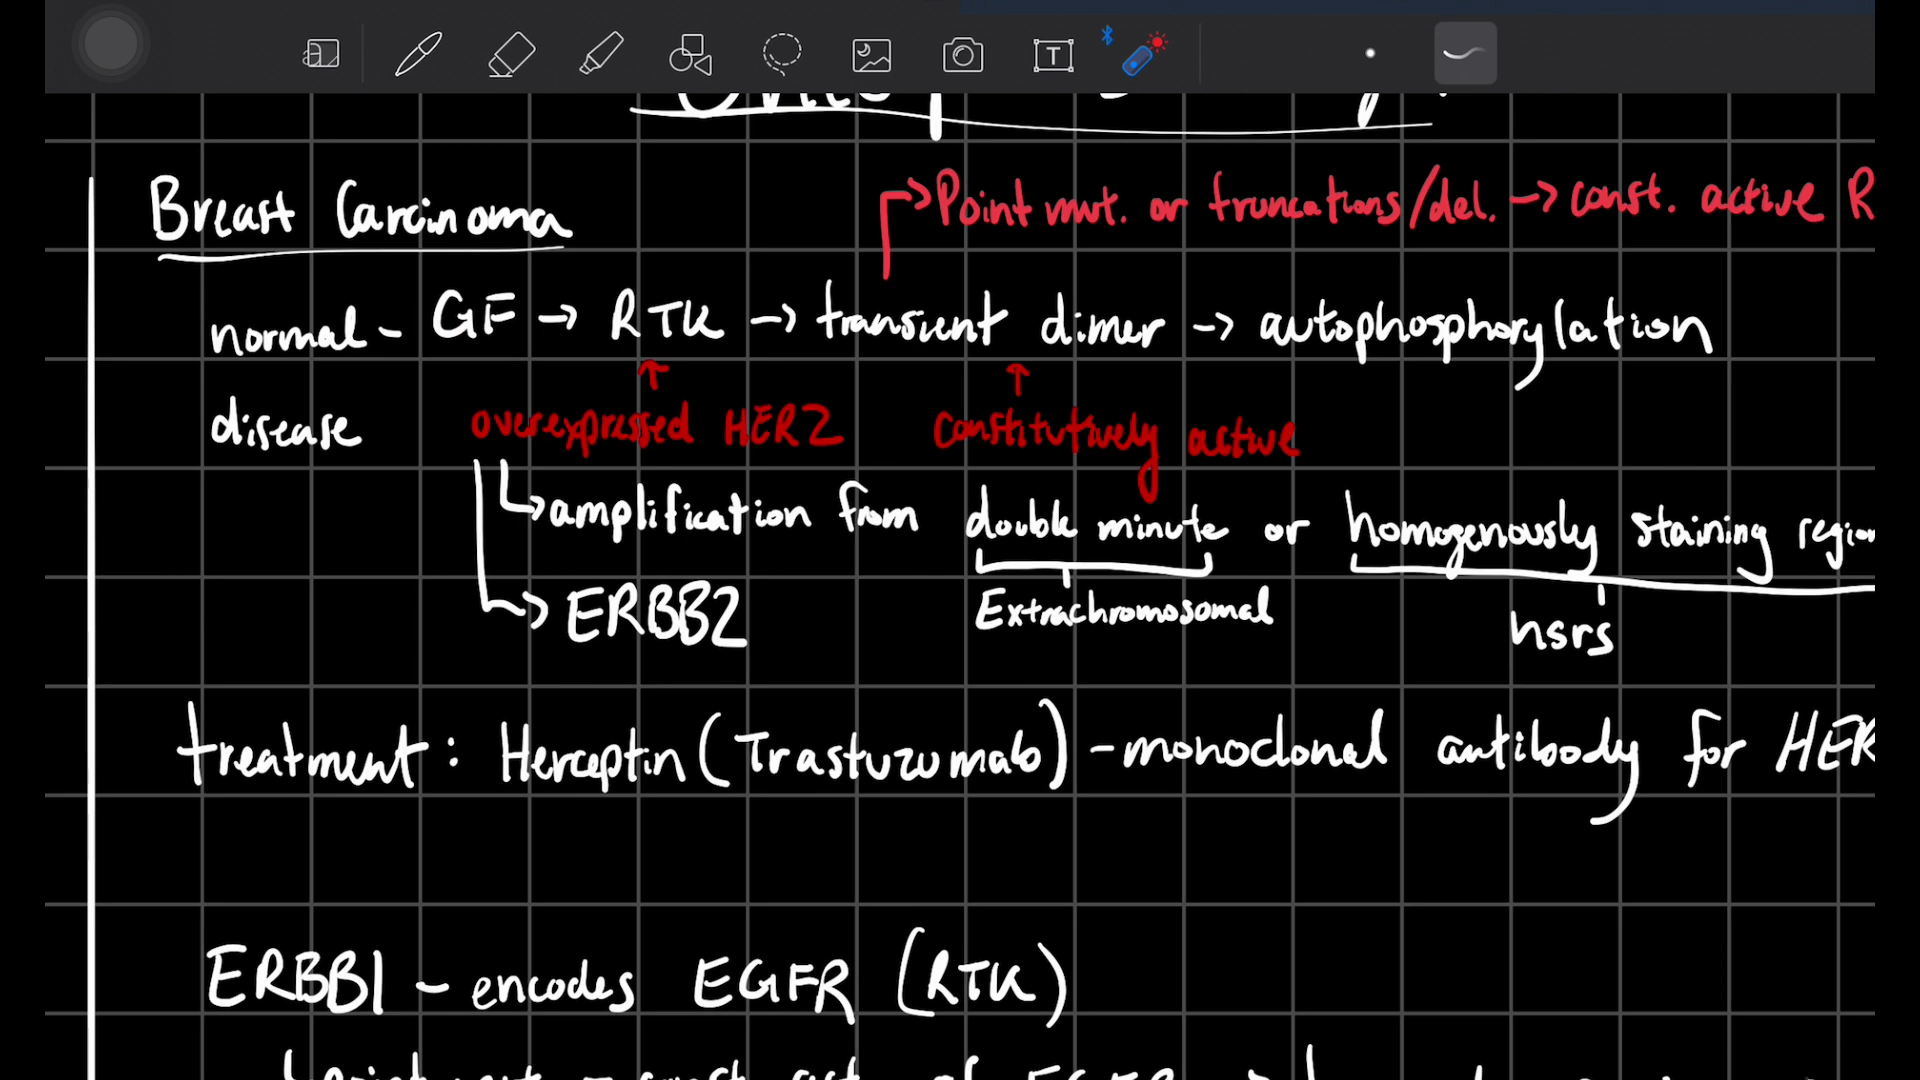 Breast Carcinoma
Point mut. or truncations/del. → const. active R
normal - GF → RTK → transient dimer → autophosphorylation
disease overexpressed HER2 constitutively active
amplification from double minute or homogenously staining region
ERBB2 Extrachromosomal hsrs
treatment: Herceptin (Trastuzumab) - monoclonal antibody for HER
ERBB1 - encodes EGFR (RTK)